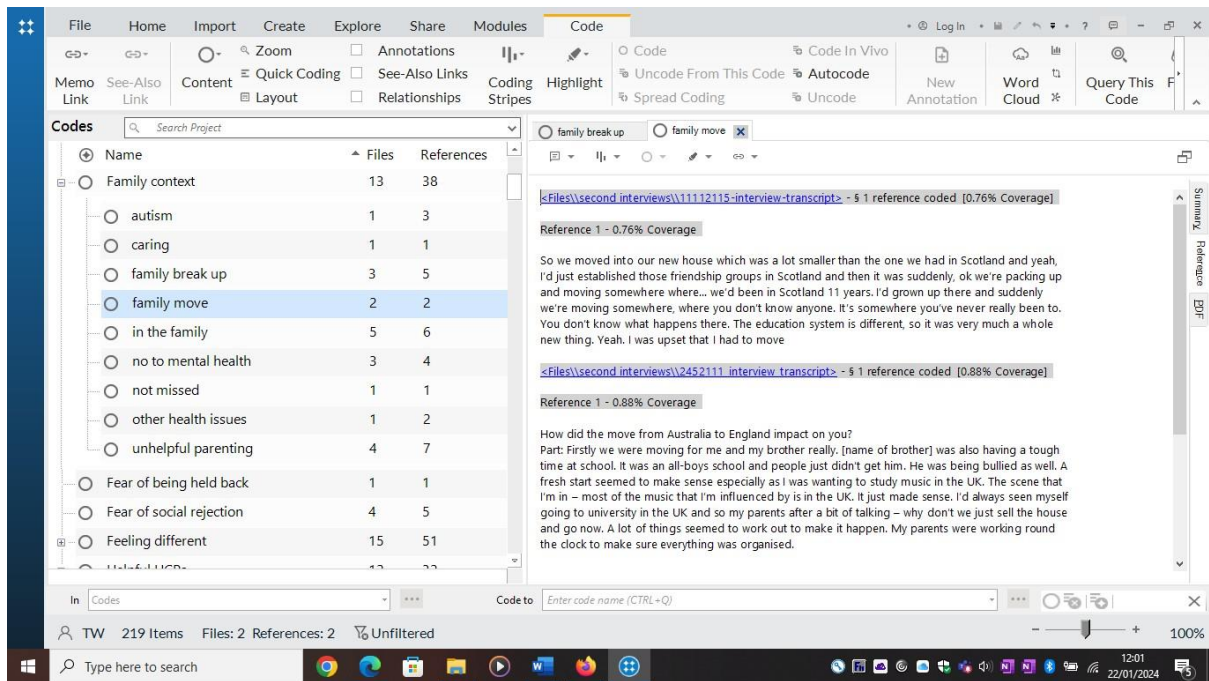 File Home Import Create Explore Share Modules Code Log In ?
Zoom
Quick Coding
Layout
Annotations
See-Also Links
Relationships
Code
Uncode From This Code
Spread Coding
Code In Vivo
Autocode
Uncode
Memo Link
See-Also Link
Content
Coding Stripes
Highlight
New Annotation
Word Cloud
Query This Code
F
Codes Search Project
Name Files References
Family context 13 38
autism 1 3
caring 1 1
family break up 3 5
family move 2 2
in the family 5 6
no to mental health 3 4
not missed 1 1
other health issues 1 2
unhelpful parenting 4 7
Fear of being held back 1 1
Fear of social rejection 4 5
Feeling different 15 51
family break up family move
Summary
Reference
PDF
<Files\\second interviews\\11112115-interview-transcript> - § 1 reference coded [0.76% Coverage]
Reference 1 - 0.76% Coverage
So we moved into our new house which was a lot smaller than the one we had in Scotland and yeah,
I'd just established those friendship groups in Scotland and then it was suddenly, ok we're packing up
and moving somewhere where... we'd been in Scotland 11 years. I'd grown up there and suddenly
we're moving somewhere, where you don't know anyone. It's somewhere you've never really been to.
You don't know what happens there. The education system is different, so it was very much a whole
new thing. Yeah. I was upset that I had to move
<Files\\second interviews\\2452111 interview transcript> - § 1 reference coded [0.88% Coverage]
Reference 1 - 0.88% Coverage
How did the move from Australia to England impact on you?
Part: Firstly we were moving for me and my brother really. [name of brother] was also having a tough
time at school. It was an all-boys school and people just didn't get him. He was being bullied as well. A
fresh start seemed to make sense especially as I was wanting to study music in the UK. The scene that
I'm in – most of the music that I'm influenced by is in the UK. It just made sense. I'd always seen myself
going to university in the UK and so my parents after a bit of talking – why don't we just sell the house
and go now. A lot of things seemed to work out to make it happen. My parents were working round
the clock to make sure everything was organised.
In Codes Code to Enter code name (CTRL+Q)
TW 219 Items Files: 2 References: 2 Unfiltered 100%
Type here to search 12:01
22/01/2024